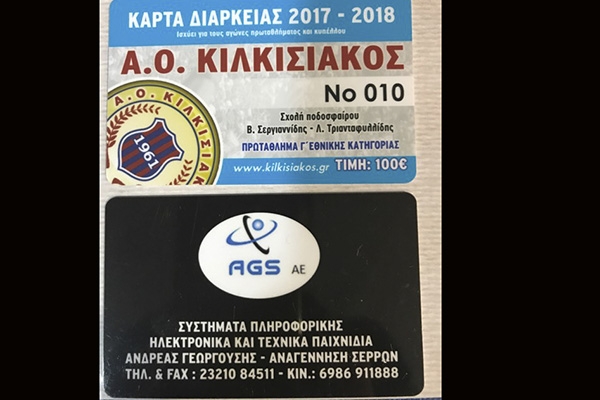 ΚΑΡΤΑ ΔΙΑΡΚΕΙΑΣ 2017 - 2018
Ισχύει για τους αγώνες πρωταθλήματος και κυπέλλου
Α.Ο. ΚΙΛΚΙΣΙΑΚΟΣ
Νο 010
Α.Ο. ΚΙΛΚΙΣΙΑΚ
1961
Σχολή ποδοσφαίρου
Β. Σεργιαννίδης - Λ. Τριανταφυλλίδης
ΠΡΩΤΑΘΛΗΜΑ Γ΄ ΕΘΝΙΚΗΣ ΚΑΤΗΓΟΡΙΑΣ
www.kilkisiakos.gr
ΤΙΜΗ: 100€
AGS ΑΕ
ΣΥΣΤΗΜΑΤΑ ΠΛΗΡΟΦΟΡΙΚΗΣ
ΗΛΕΚΤΡΟΝΙΚΑ ΚΑΙ ΤΕΧΝΙΚΑ ΠΑΙΧΝΙΔΙΑ
ΑΝΔΡΕΑΣ ΓΕΩΡΓΟΥΣΗΣ - ΑΝΑΓΕΝΝΗΣΗ ΣΕΡΡΩΝ
ΤΗΛ. & FAX : 23210 84511 - ΚΙΝ.: 6986 911888